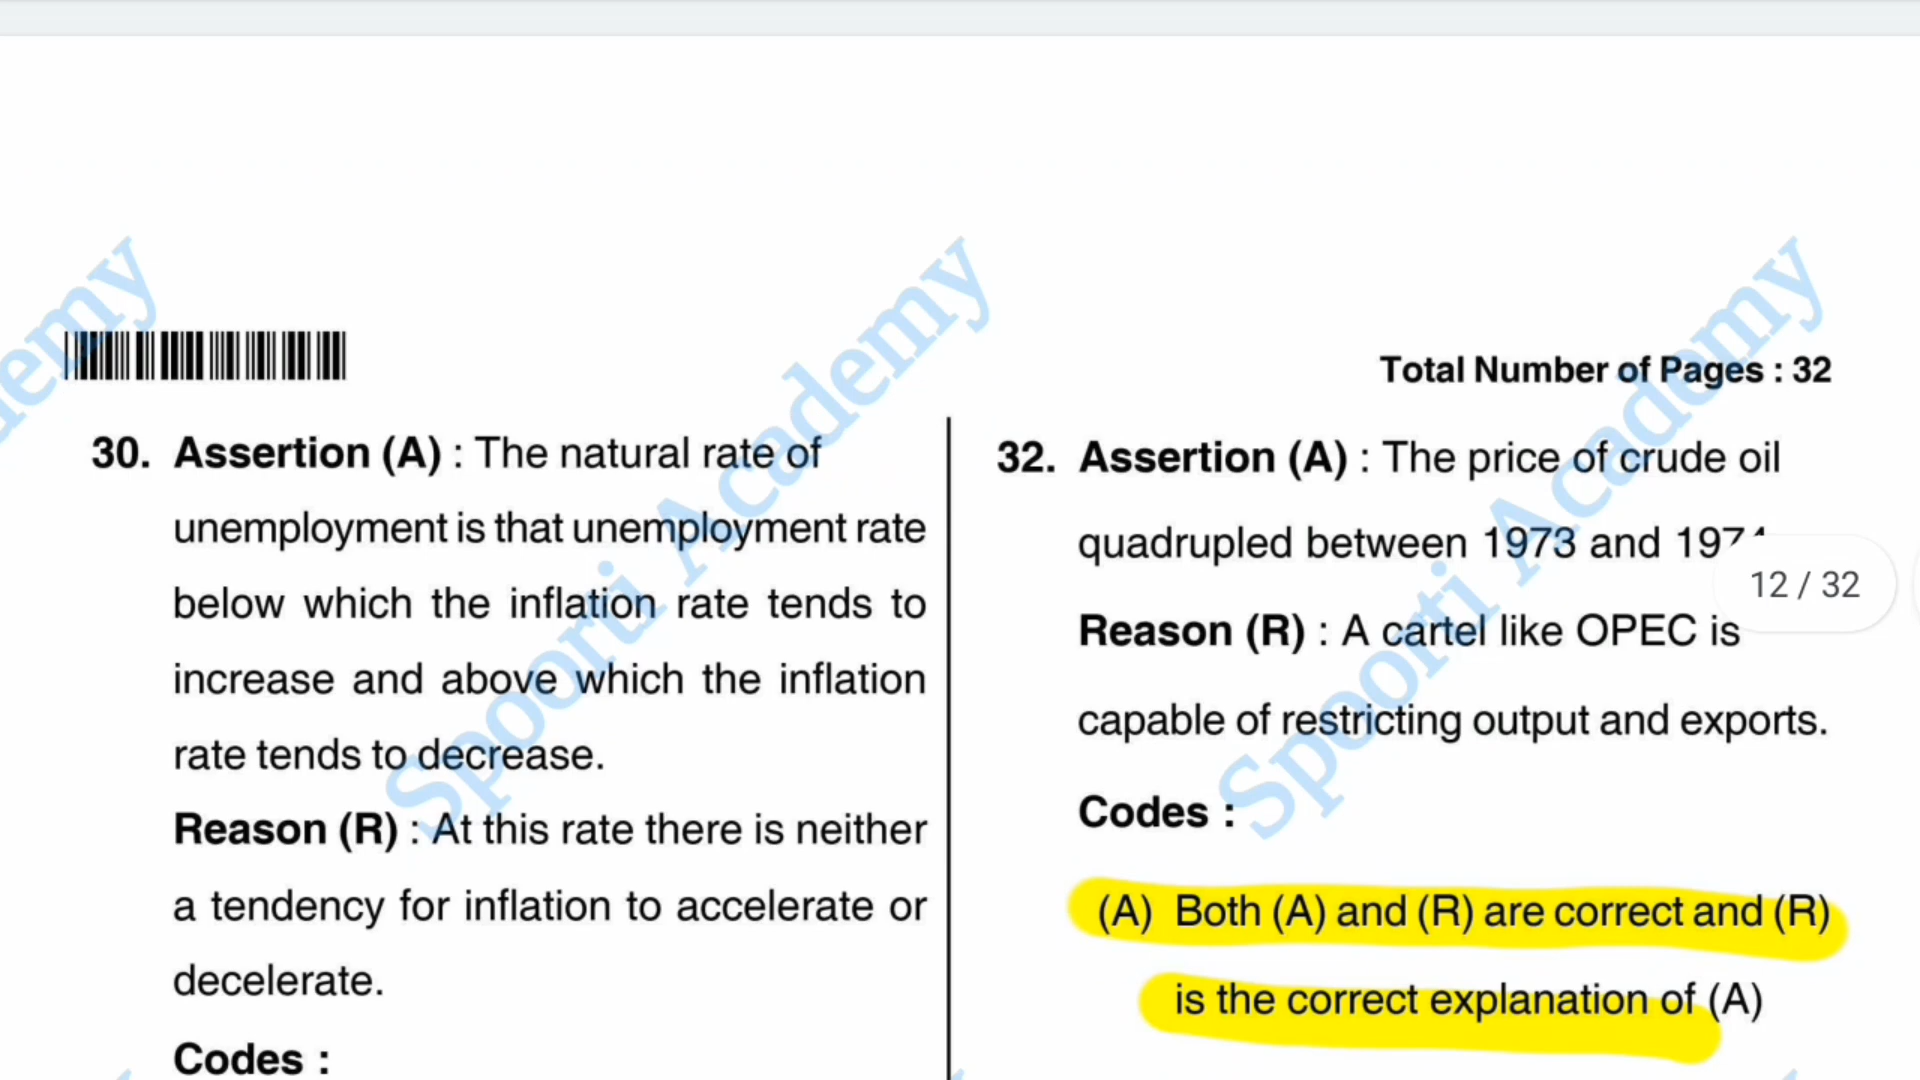 Total Number of Pages : 32
30. Assertion (A) : The natural rate of
unemployment is that unemployment rate
below which the inflation rate tends to
increase and above which the inflation
rate tends to decrease.
Reason (R) : At this rate there is neither
a tendency for inflation to accelerate or
decelerate.
Codes :
32. Assertion (A) : The price of crude oil
quadrupled between 1973 and
12 / 32
Reason (R) : A cartel like OPEC is
capable of restricting output and exports.
Codes :
(A) Both (A) and (R) are correct and (R)
is the correct explanation of (A)
Spoorti Academy
Spoorti Academy